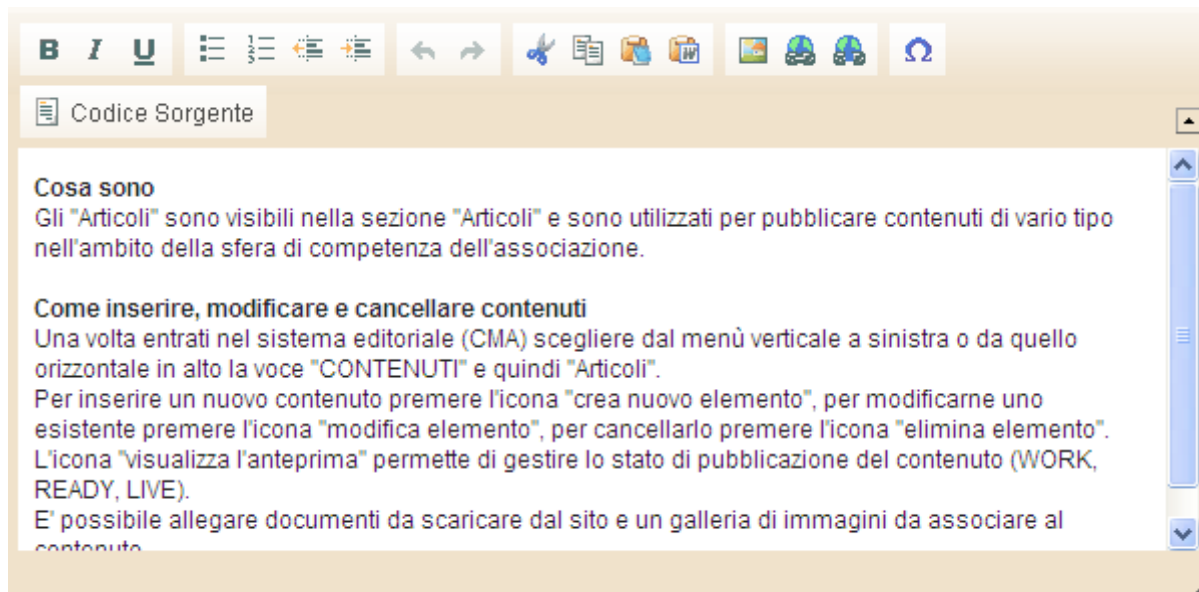 B I U Ω
Codice Sorgente
Cosa sono
Gli "Articoli" sono visibili nella sezione "Articoli" e sono utilizzati per pubblicare contenuti di vario tipo
nell'ambito della sfera di competenza dell'associazione.
Come inserire, modificare e cancellare contenuti
Una volta entrati nel sistema editoriale (CMA) scegliere dal menù verticale a sinistra o da quello
orizzontale in alto la voce "CONTENUTI" e quindi "Articoli".
Per inserire un nuovo contenuto premere l'icona "crea nuovo elemento", per modificarne uno
esistente premere l'icona "modifica elemento", per cancellarlo premere l'icona "elimina elemento".
L'icona "visualizza l'anteprima" permette di gestire lo stato di pubblicazione del contenuto (WORK,
READY, LIVE).
E' possibile allegare documenti da scaricare dal sito e un galleria di immagini da associare al
contenuto